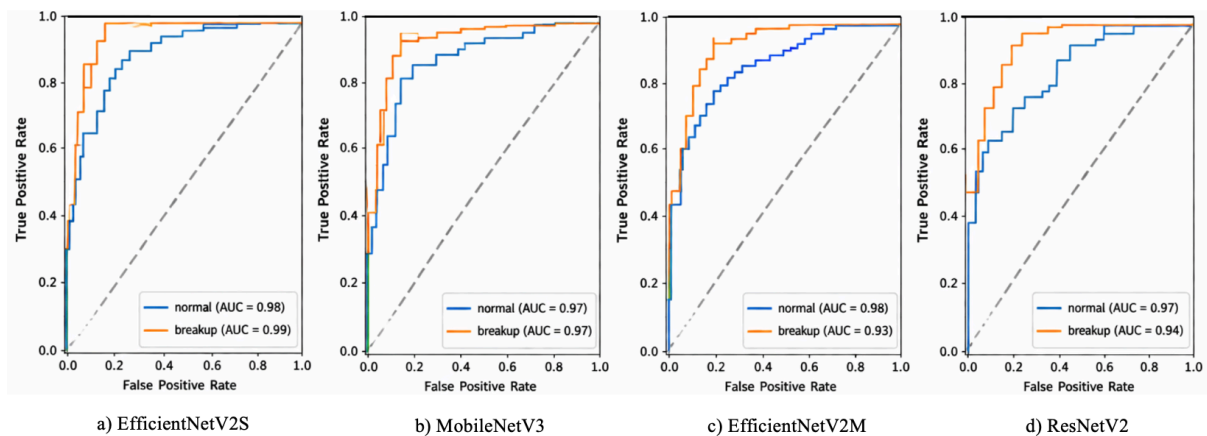 1.0
0.8
0.6
0.4
0.2
0.0
True Posttive Rate
0.0 0.2 0.4 0.6 0.8 1.0
False Positive Rate
normal (AUC = 0.98)
breakup (AUC = 0.99)
a) EfficientNetV2S
1.0
0.8
0.6
0.4
0.2
0.0
True Posttive Rate
0.0 0.2 0.4 0.6 0.8 1.0
False Positive Rate
normal (AUC = 0.97)
breakup (AUC = 0.97)
b) MobileNetV3
1.0
0.8
0.6
0.4
0.2
0.0
True Posttive Rate
0.0 0.2 0.4 0.6 0.8 1.0
False Positive Rate
normal (AUC = 0.98)
breakup (AUC = 0.93)
c) EfficientNetV2M
1.0
0.8
0.6
0.4
0.2
0.0
True Posttive Rate
0.0 0.2 0.4 0.6 0.8 1.0
False Positive Rate
normal (AUC = 0.97)
breakup (AUC = 0.94)
d) ResNetV2